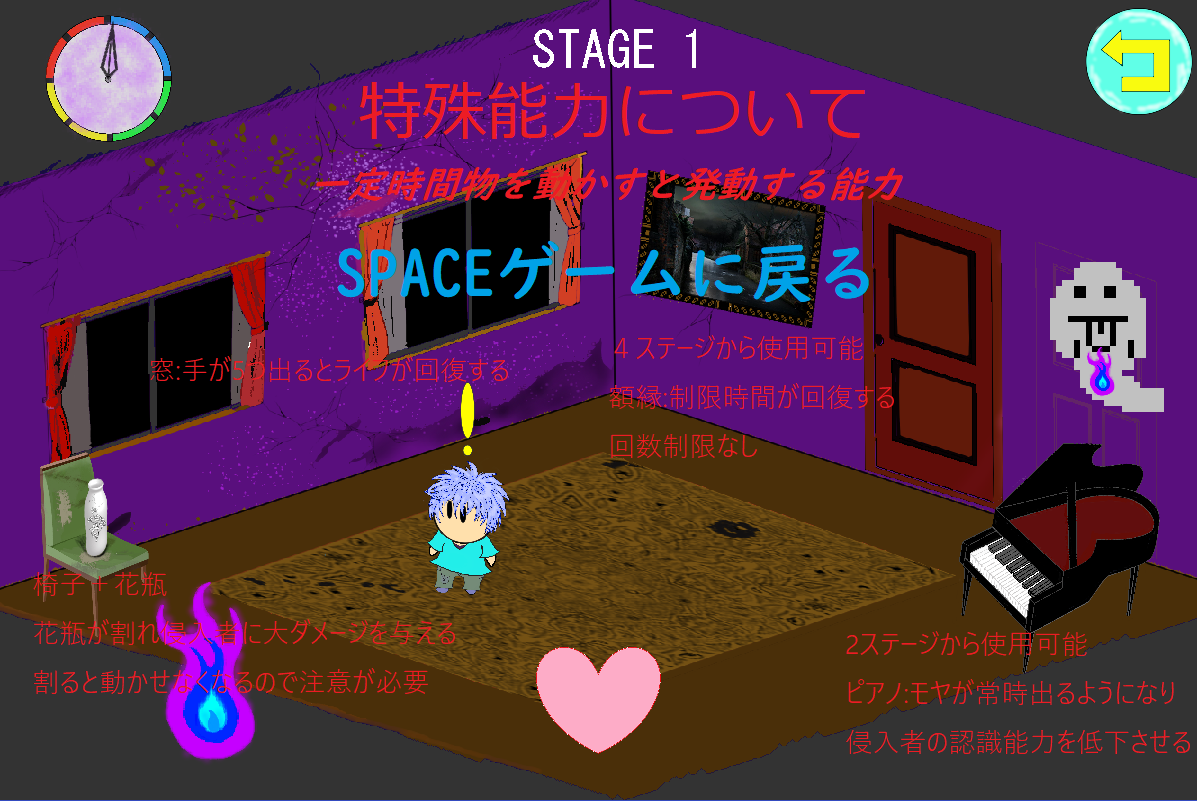 STAGE 1
特殊能力について
一定時間物を動かすと発動する能力
SPACEゲームに戻る
窓:手が5回出るとライフが回復する
4 ステージから使用可能
額縁:制限時間が回復する
回数制限なし
椅子 + 花瓶
花瓶が割れ侵入者に大ダメージを与える
割ると動かせなくなるので注意が必要
2ステージから使用可能
ピアノ:モヤが常時出るようになり
侵入者の認識能力を低下させる